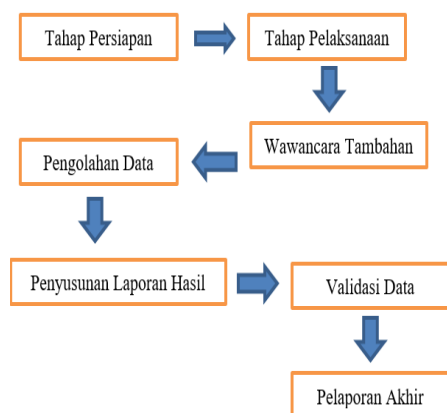 Tahap Persiapan
Tahap Pelaksanaan
Wawancara Tambahan
Pengolahan Data
Penyusunan Laporan Hasil
Validasi Data
Pelaporan Akhir